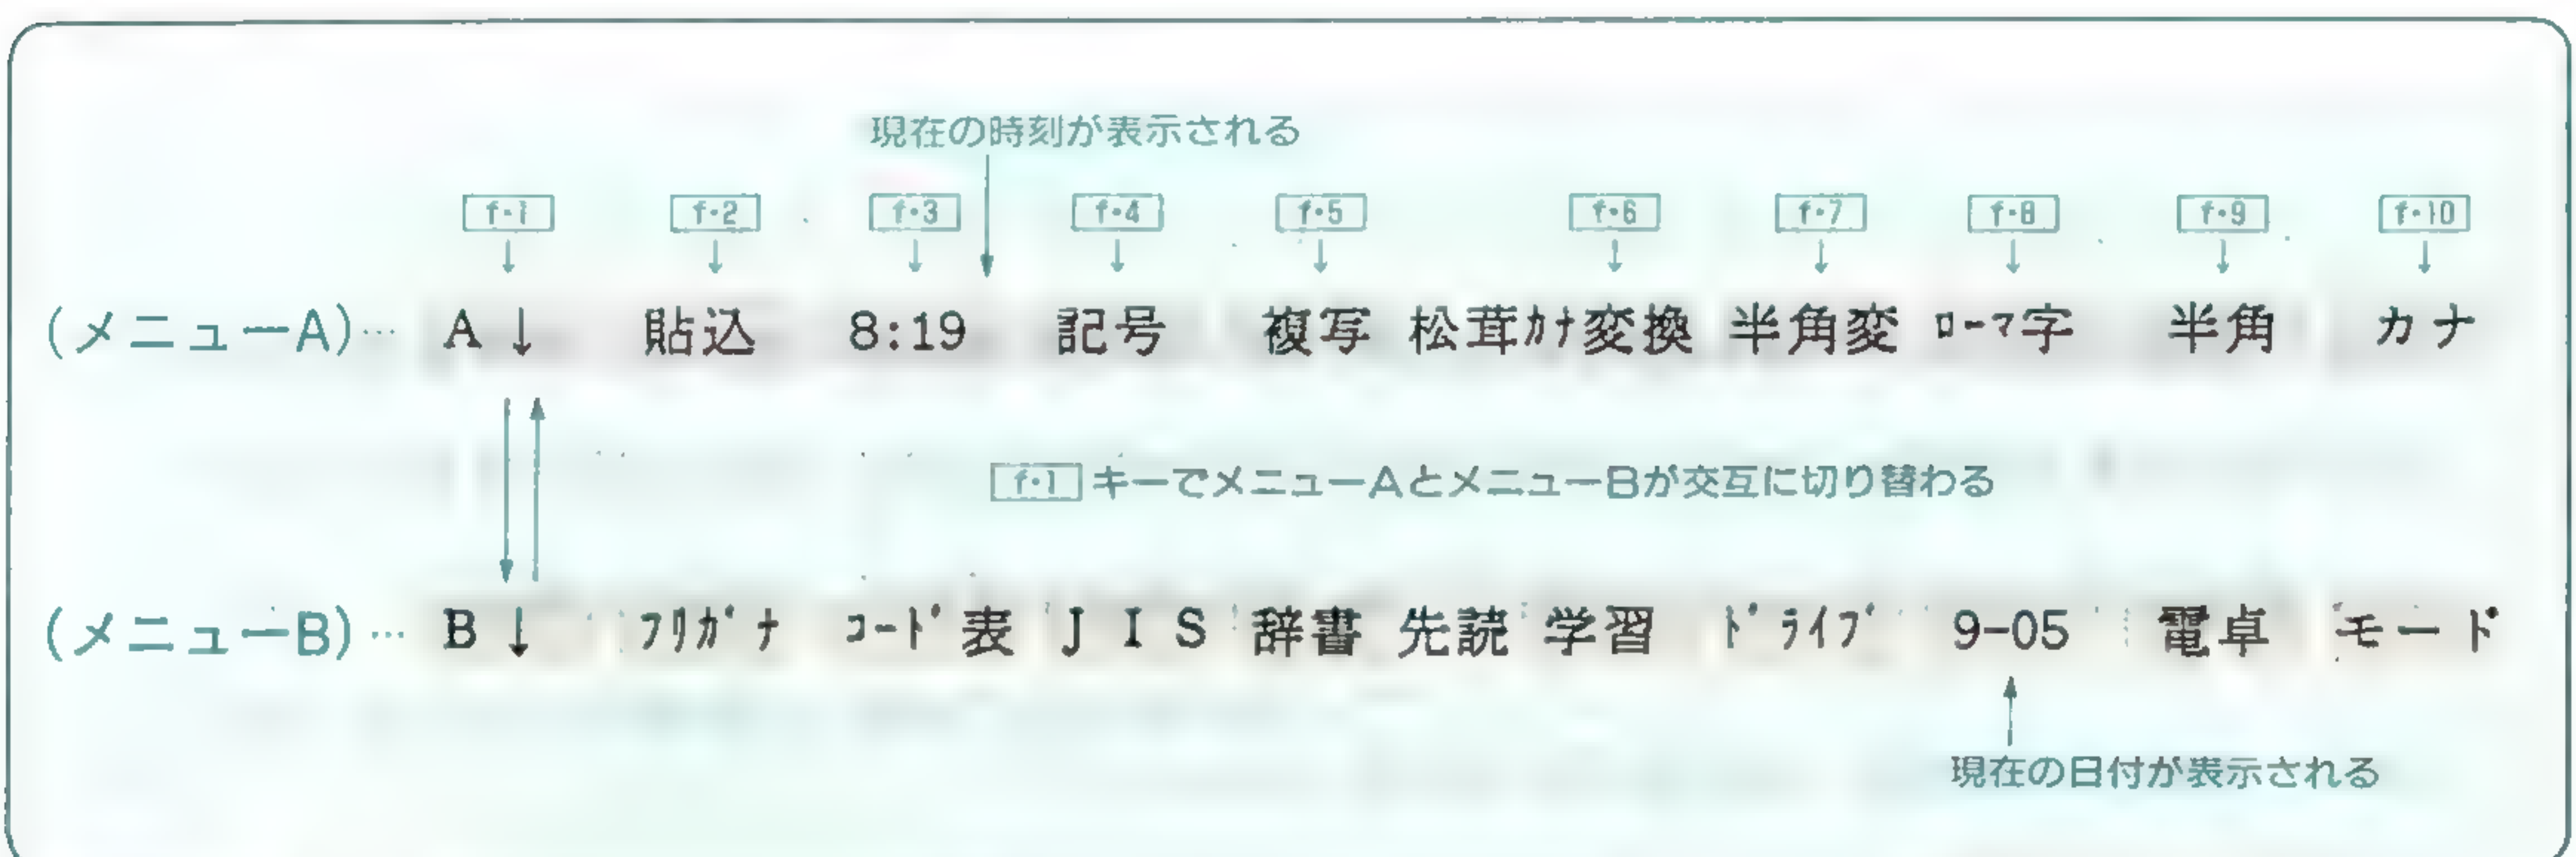 現在の時刻が表示される
f・1 f・2 f・3 f・4 f・5 f・6 f・7 f・8 f・9 f・10
(メニューA)… A↓ 貼込 8:19 記号 複写 松茸 ｶﾅ変換 半角変 ﾛｰﾏ字 半角 カナ
f・1 キーでメニューAとメニューBが交互に切り替わる
(メニューB)… B↓ ﾌﾘｶﾞﾅ ｺｰﾄﾞ表 JIS 辞書 先読 学習 ﾄﾞﾗｲﾌﾞ 9-05 電卓 モード
現在の日付が表示される